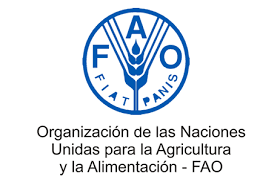 FAO
FIAT PANIS
Organización de las Naciones
Unidas para la Agricultura
y la Alimentación - FAO